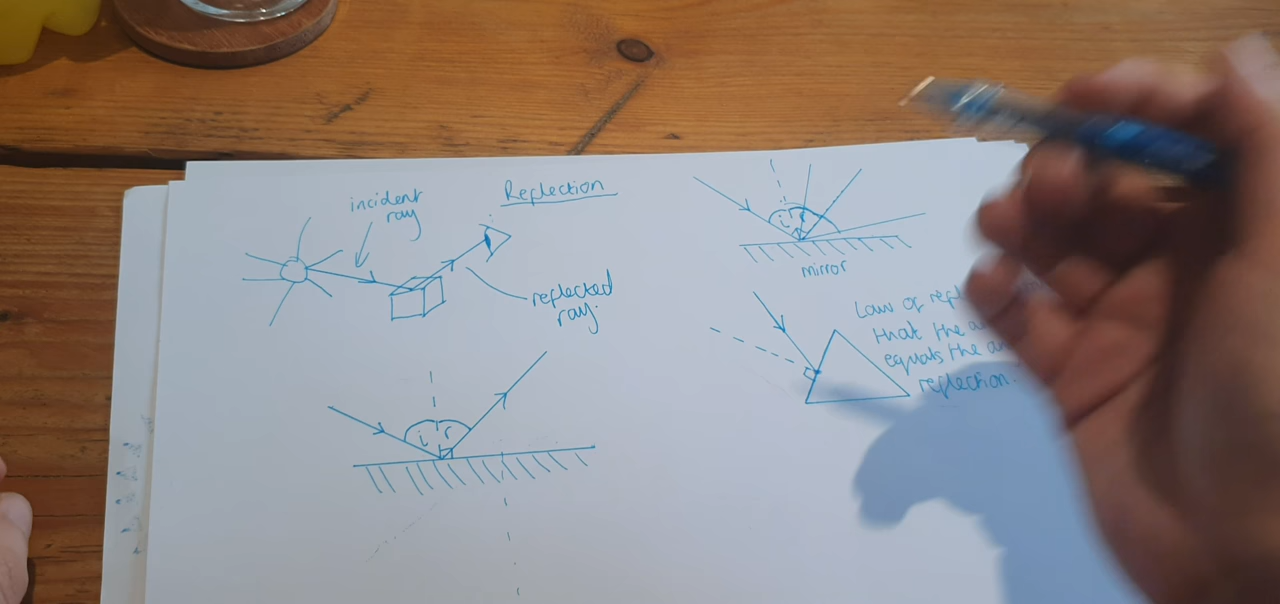 Reflection
incident
ray
reflected
ray.
i r
mirror
i r
Law of
that the
equals the
reflection.